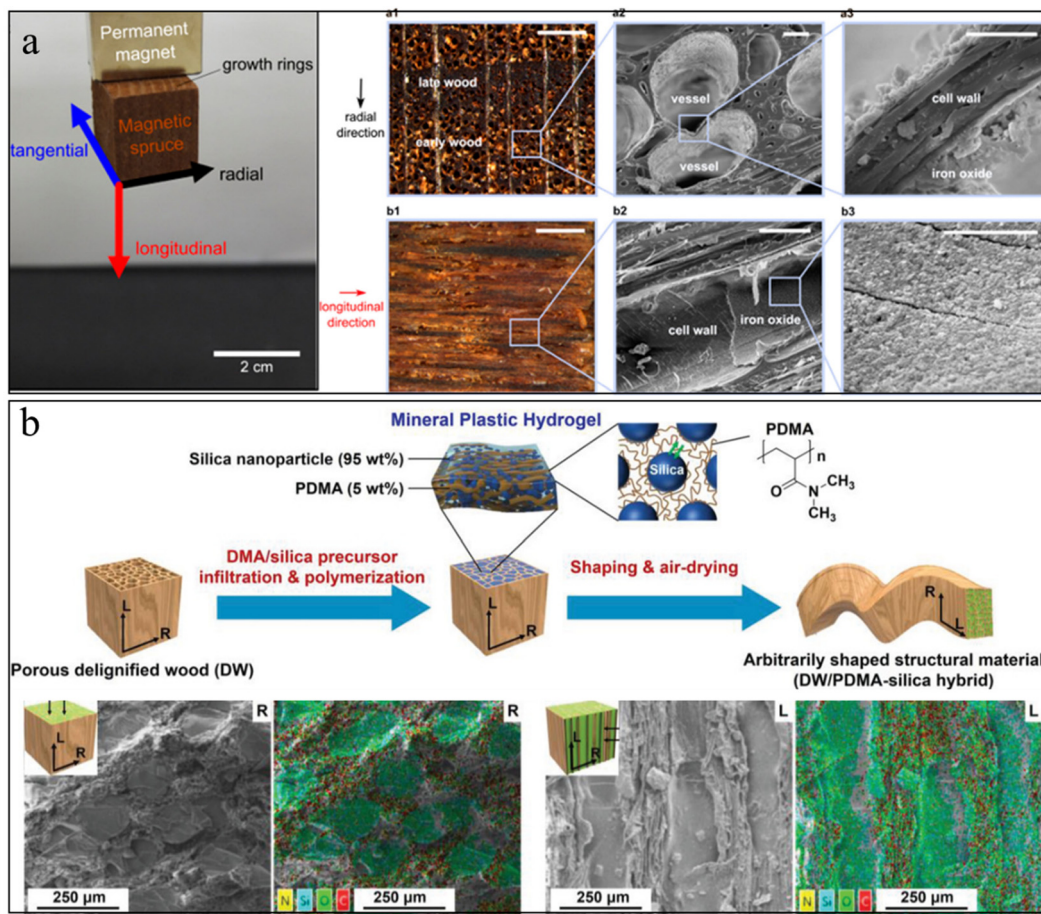 a
Permanent
magnet
growth rings
Magnetic
spruce
tangential
radial
longitudinal
2 cm
radial
direction
longitudinal
direction
a1
late wood
early wood
a2
vessel
vessel
a3
cell wall
iron oxide
b1
b2
cell wall
iron oxide
b3
b
Mineral Plastic Hydrogel
Silica nanoparticle (95 wt%)
PDMA (5 wt%)
Silica
PDMA
n
O
N
CH3
CH3
DMA/silica precursor
infiltration & polymerization
Shaping & air-drying
L
R
L
R
R
L
Porous delignified wood (DW)
Arbitrarily shaped structural material
(DW/PDMA-silica hybrid)
L
R
R
250 µm
R
N Si O C
250 µm
L
R
L
250 µm
L
N Si O C
250 µm